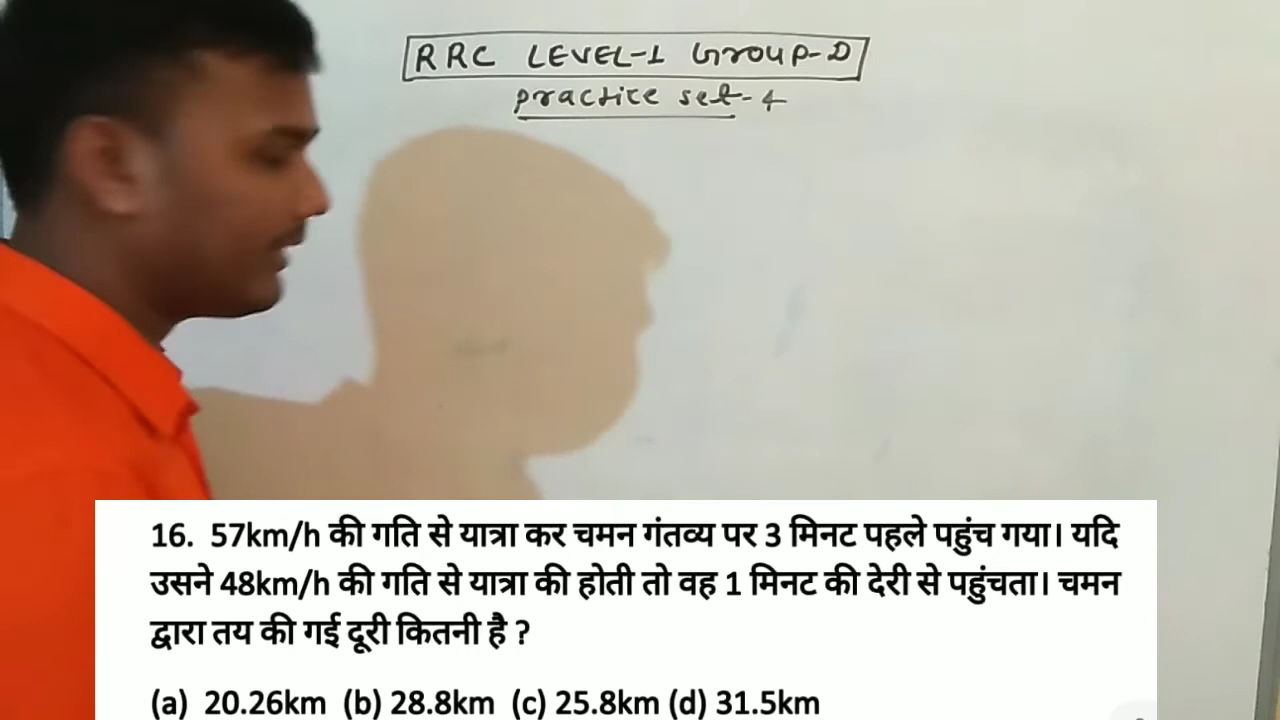 RRC LEVEL-1 GROUP-D
practice set-4
16. 57km/h की गति से यात्रा कर चमन गंतव्य पर 3 मिनट पहले पहुंच गया। यदि
उसने 48km/h की गति से यात्रा की होती तो वह 1 मिनट की देरी से पहुंचता। चमन
द्वारा तय की गई दूरी कितनी है ?
(a) 20.26km (b) 28.8km (c) 25.8km (d) 31.5km